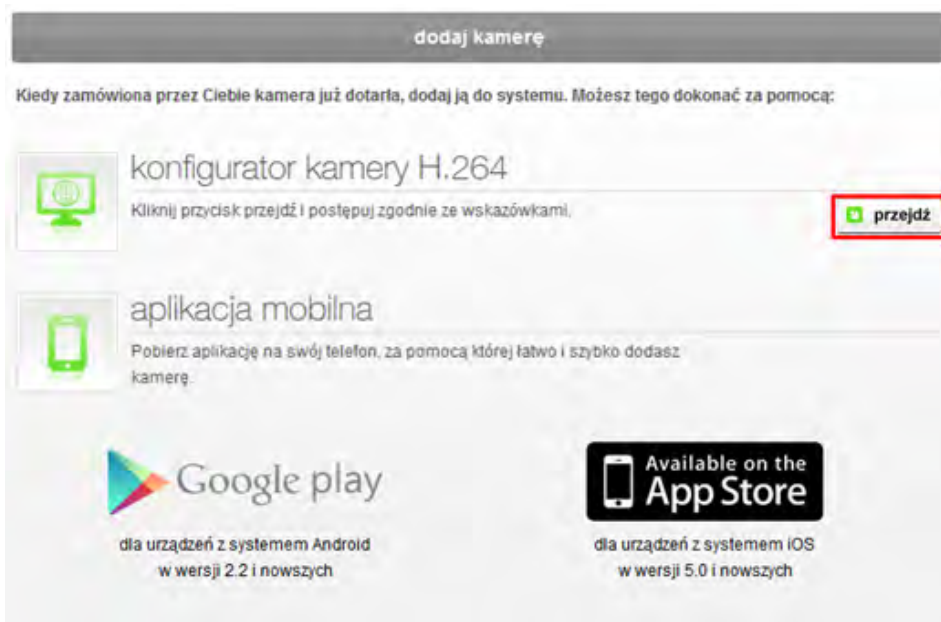 dodaj kamerę
Kiedy zamówiona przez Ciebie kamera już dotarła, dodaj ją do systemu. Możesz tego dokonać za pomocą:
konfigurator kamery H.264
Kliknij przycisk przejdź i postępuj zgodnie ze wskazówkami.
przejdź
aplikacja mobilna
Pobierz aplikację na swój telefon, za pomocą której łatwo i szybko dodasz
kamerę.
Google play
Available on the
App Store
dla urządzeń z systemem Android
w wersji 2.2 i nowszych
dla urządzeń z systemem iOS
w wersji 5.0 i nowszych